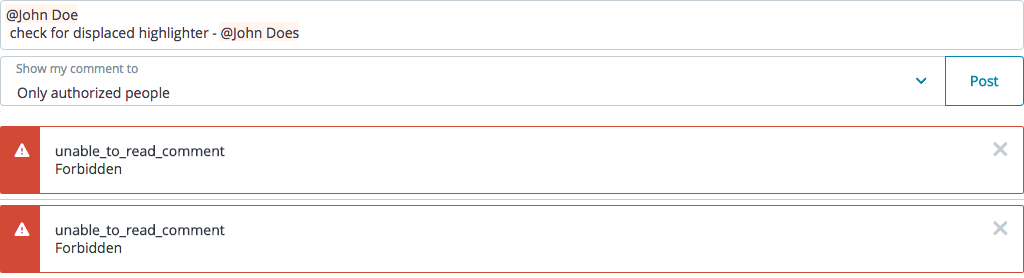 @John Doe
check for displaced highlighter - @John Does
Show my comment to
Only authorized people
Post
unable_to_read_comment
Forbidden
unable_to_read_comment
Forbidden